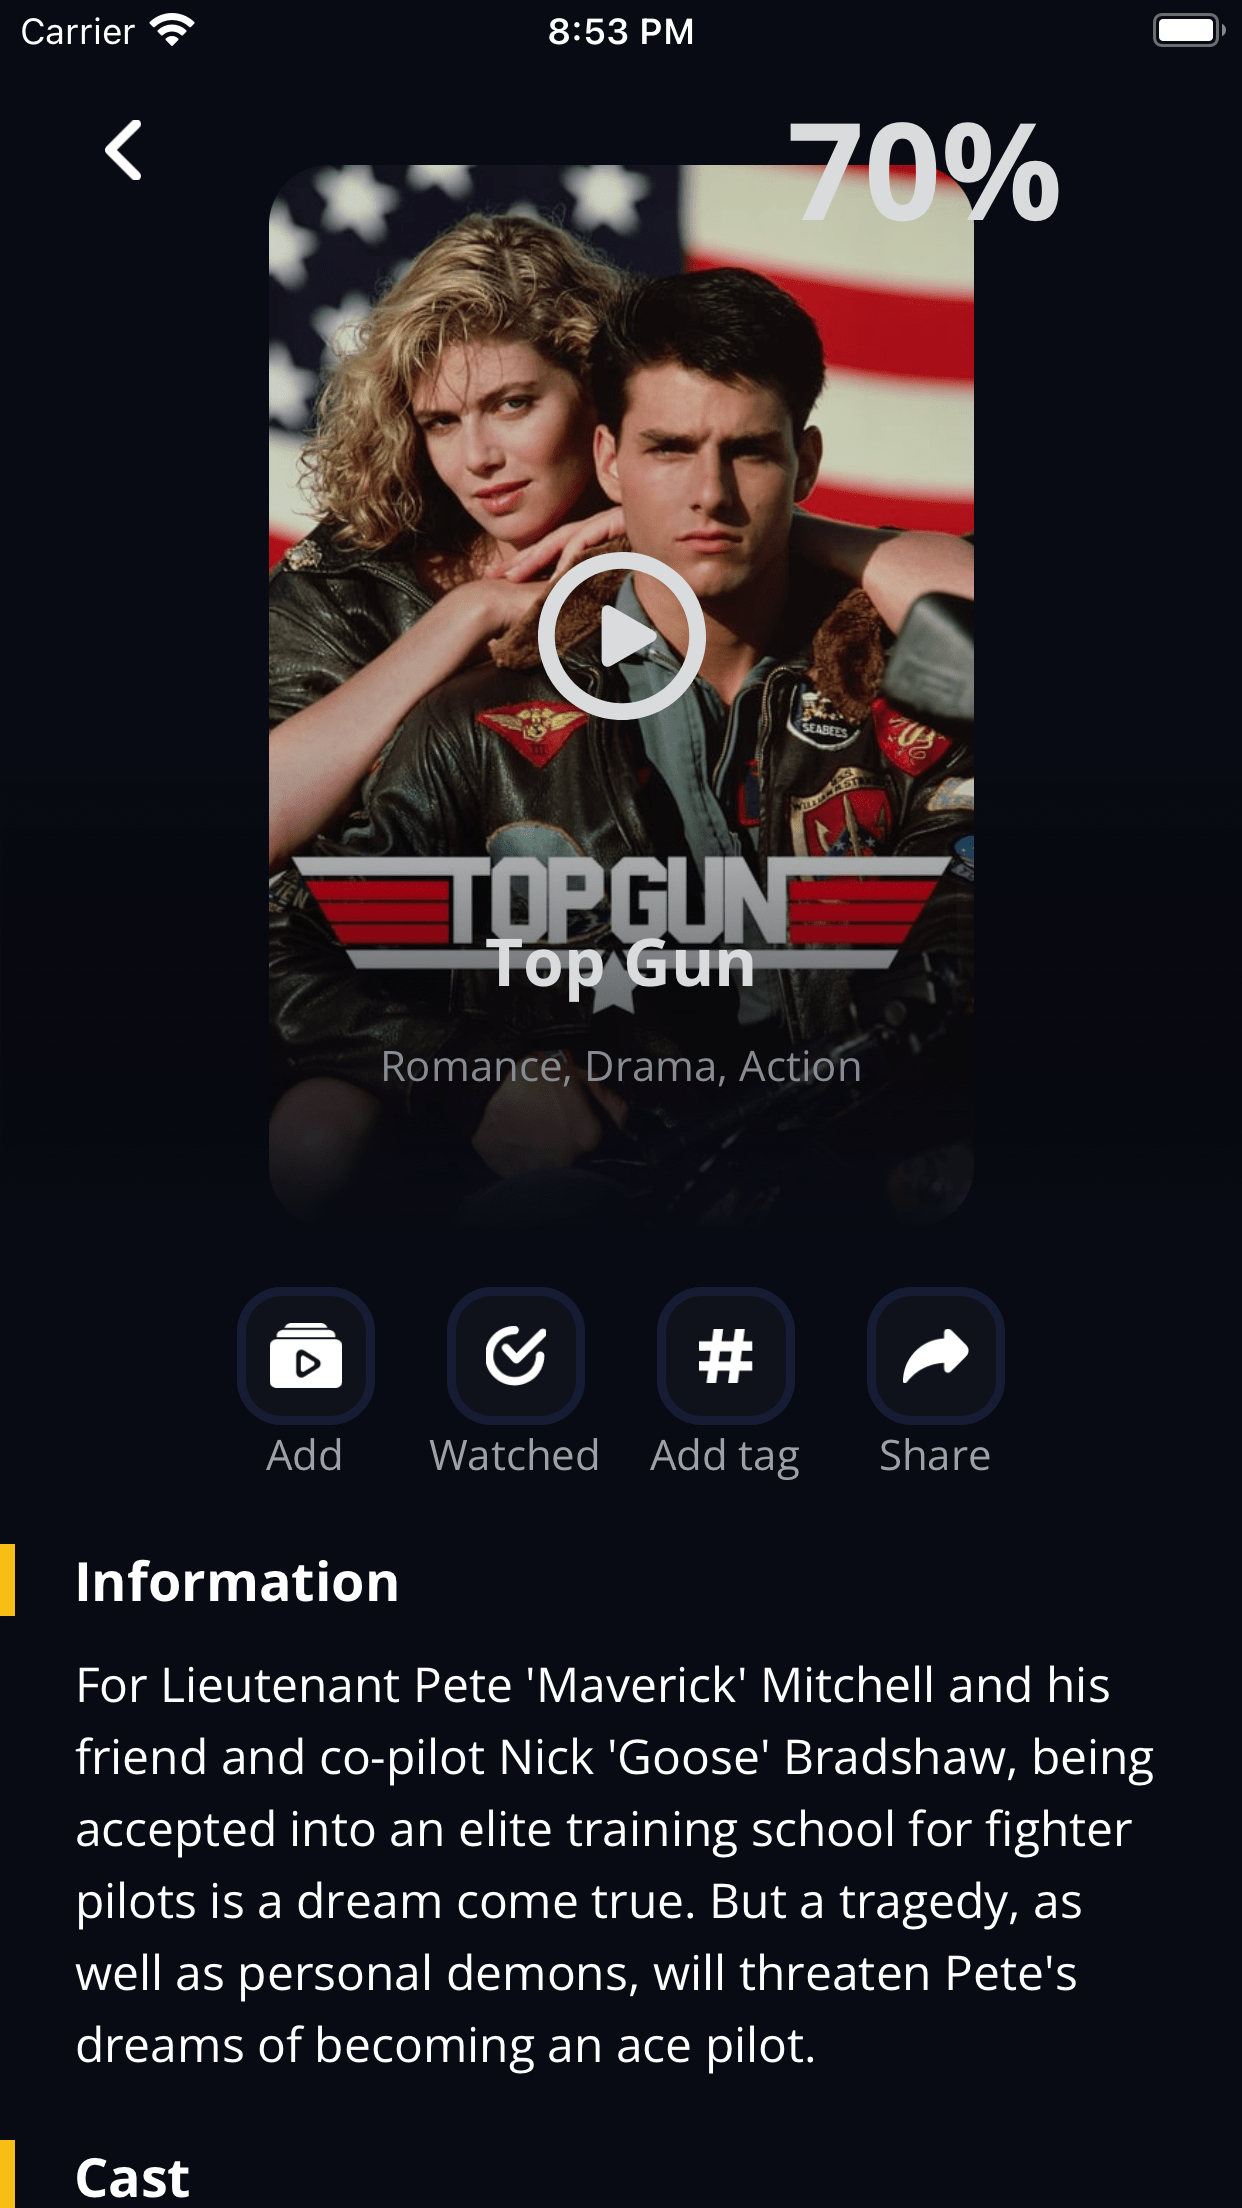 Carrier
8:53 PM
70%
SEABEES
TOPGUN
Top Gun
Romance, Drama, Action
Add
Watched
Add tag
Share
Information
For Lieutenant Pete 'Maverick' Mitchell and his
friend and co-pilot Nick 'Goose' Bradshaw, being
accepted into an elite training school for fighter
pilots is a dream come true. But a tragedy, as
well as personal demons, will threaten Pete's
dreams of becoming an ace pilot.
Cast